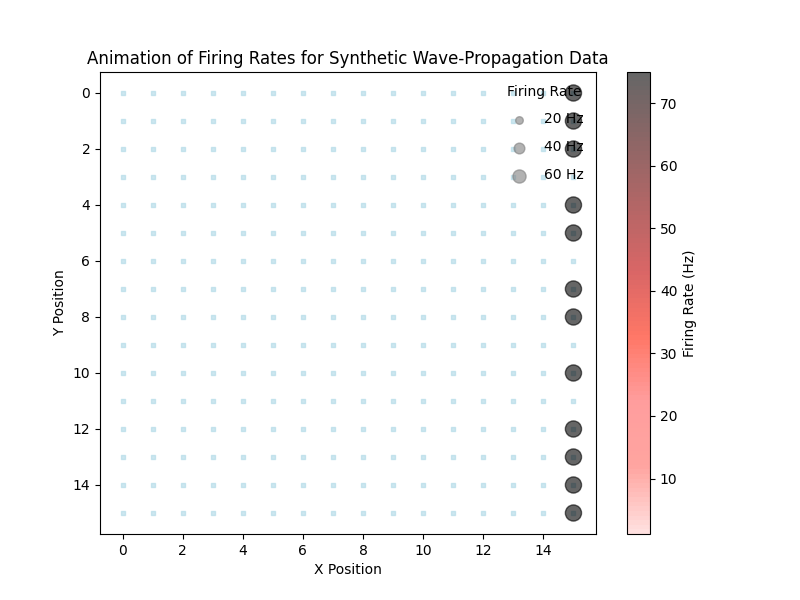 Animation of Firing Rates for Synthetic Wave-Propagation Data
Firing Rate
20 Hz
40 Hz
60 Hz
0
2
4
6
8
10
12
14
Y Position
0 2 4 6 8 10 12 14
X Position
70
60
50
40
30
20
10
Firing Rate (Hz)